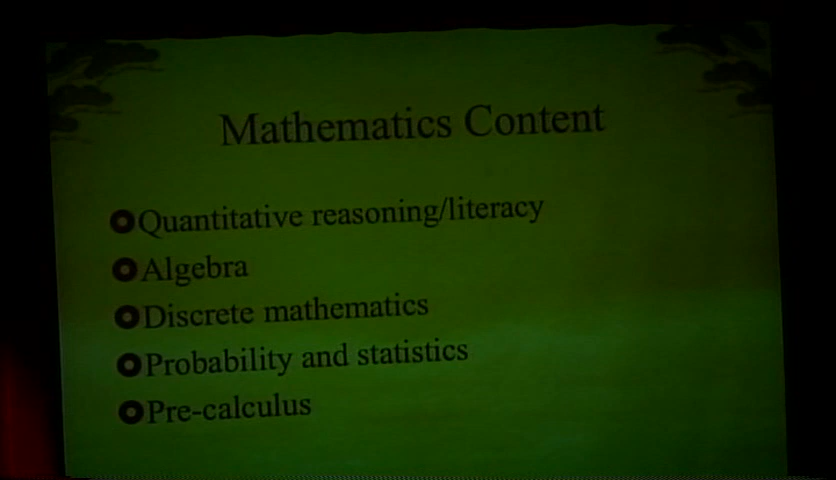 Mathematics Content
Quantitative reasoning/literacy
Algebra
Discrete mathematics
Probability and statistics
Pre-calculus